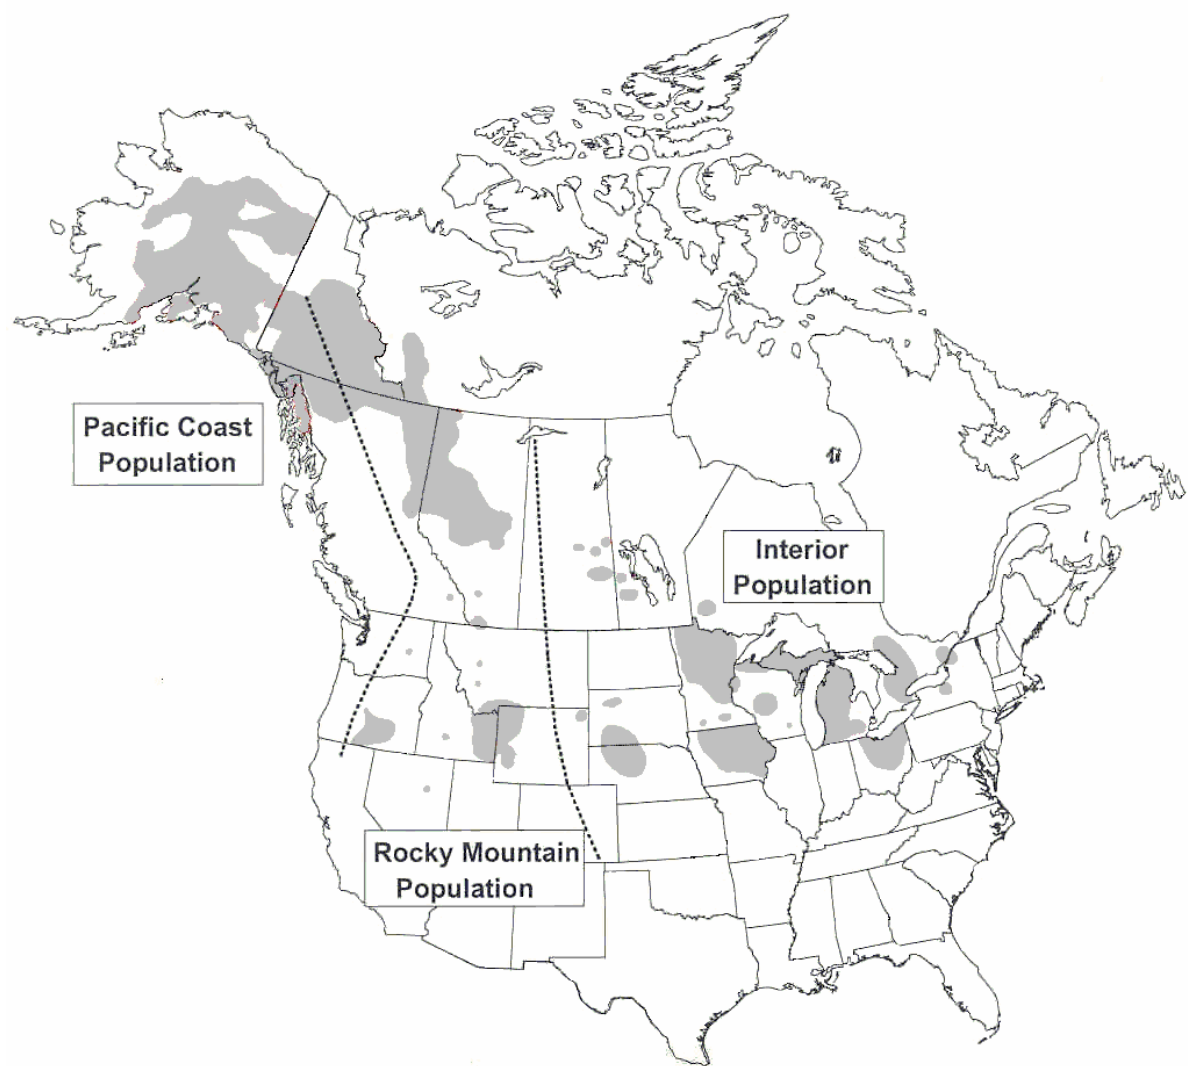 Pacific Coast
Population
Interior
Population
Rocky Mountain
Population